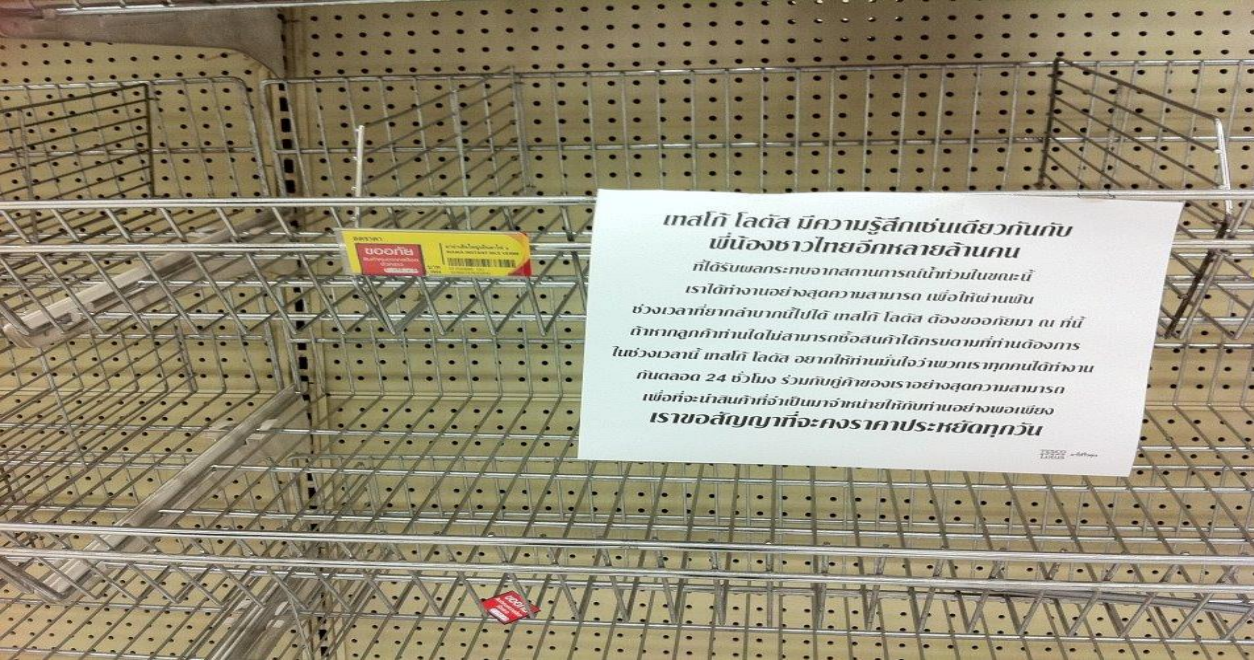 ลดราคา
ขออภัย
MAMA INSTANT RICE VERMI
เทสโก้ โลตัส มีความรู้สึกเช่นเดียวกันกับ
พี่น้องชาวไทยอีกหลายล้านคน
ที่ได้รับผลกระทบจากสถานการณ์น้ำท่วมในขณะนี้
เราได้ทำงานอย่างสุดความสามารถ เพื่อให้ผ่านพ้น
ช่วงเวลาที่ยากลำบากนี้ไปได้ เทสโก้ โลตัส ต้องขออภัยมา ณ ที่นี้
ถ้าหากลูกค้าท่านใดไม่สามารถซื้อสินค้าได้ครบตามที่ท่านต้องการ
ในช่วงเวลานี้ เทสโก้ โลตัส อยากให้ท่านมั่นใจว่าพวกเราทุกคนได้ทำงาน
กันตลอด 24 ชั่วโมง ร่วมกับคู่ค้าของเราอย่างสุดความสามารถ
เพื่อที่จะนำสินค้าที่จำเป็นมาจำหน่ายให้กับท่านอย่างพอเพียง
เราขอสัญญาที่จะคงราคาประหยัดทุกวัน
TESCO
Lotus
ขออภัย